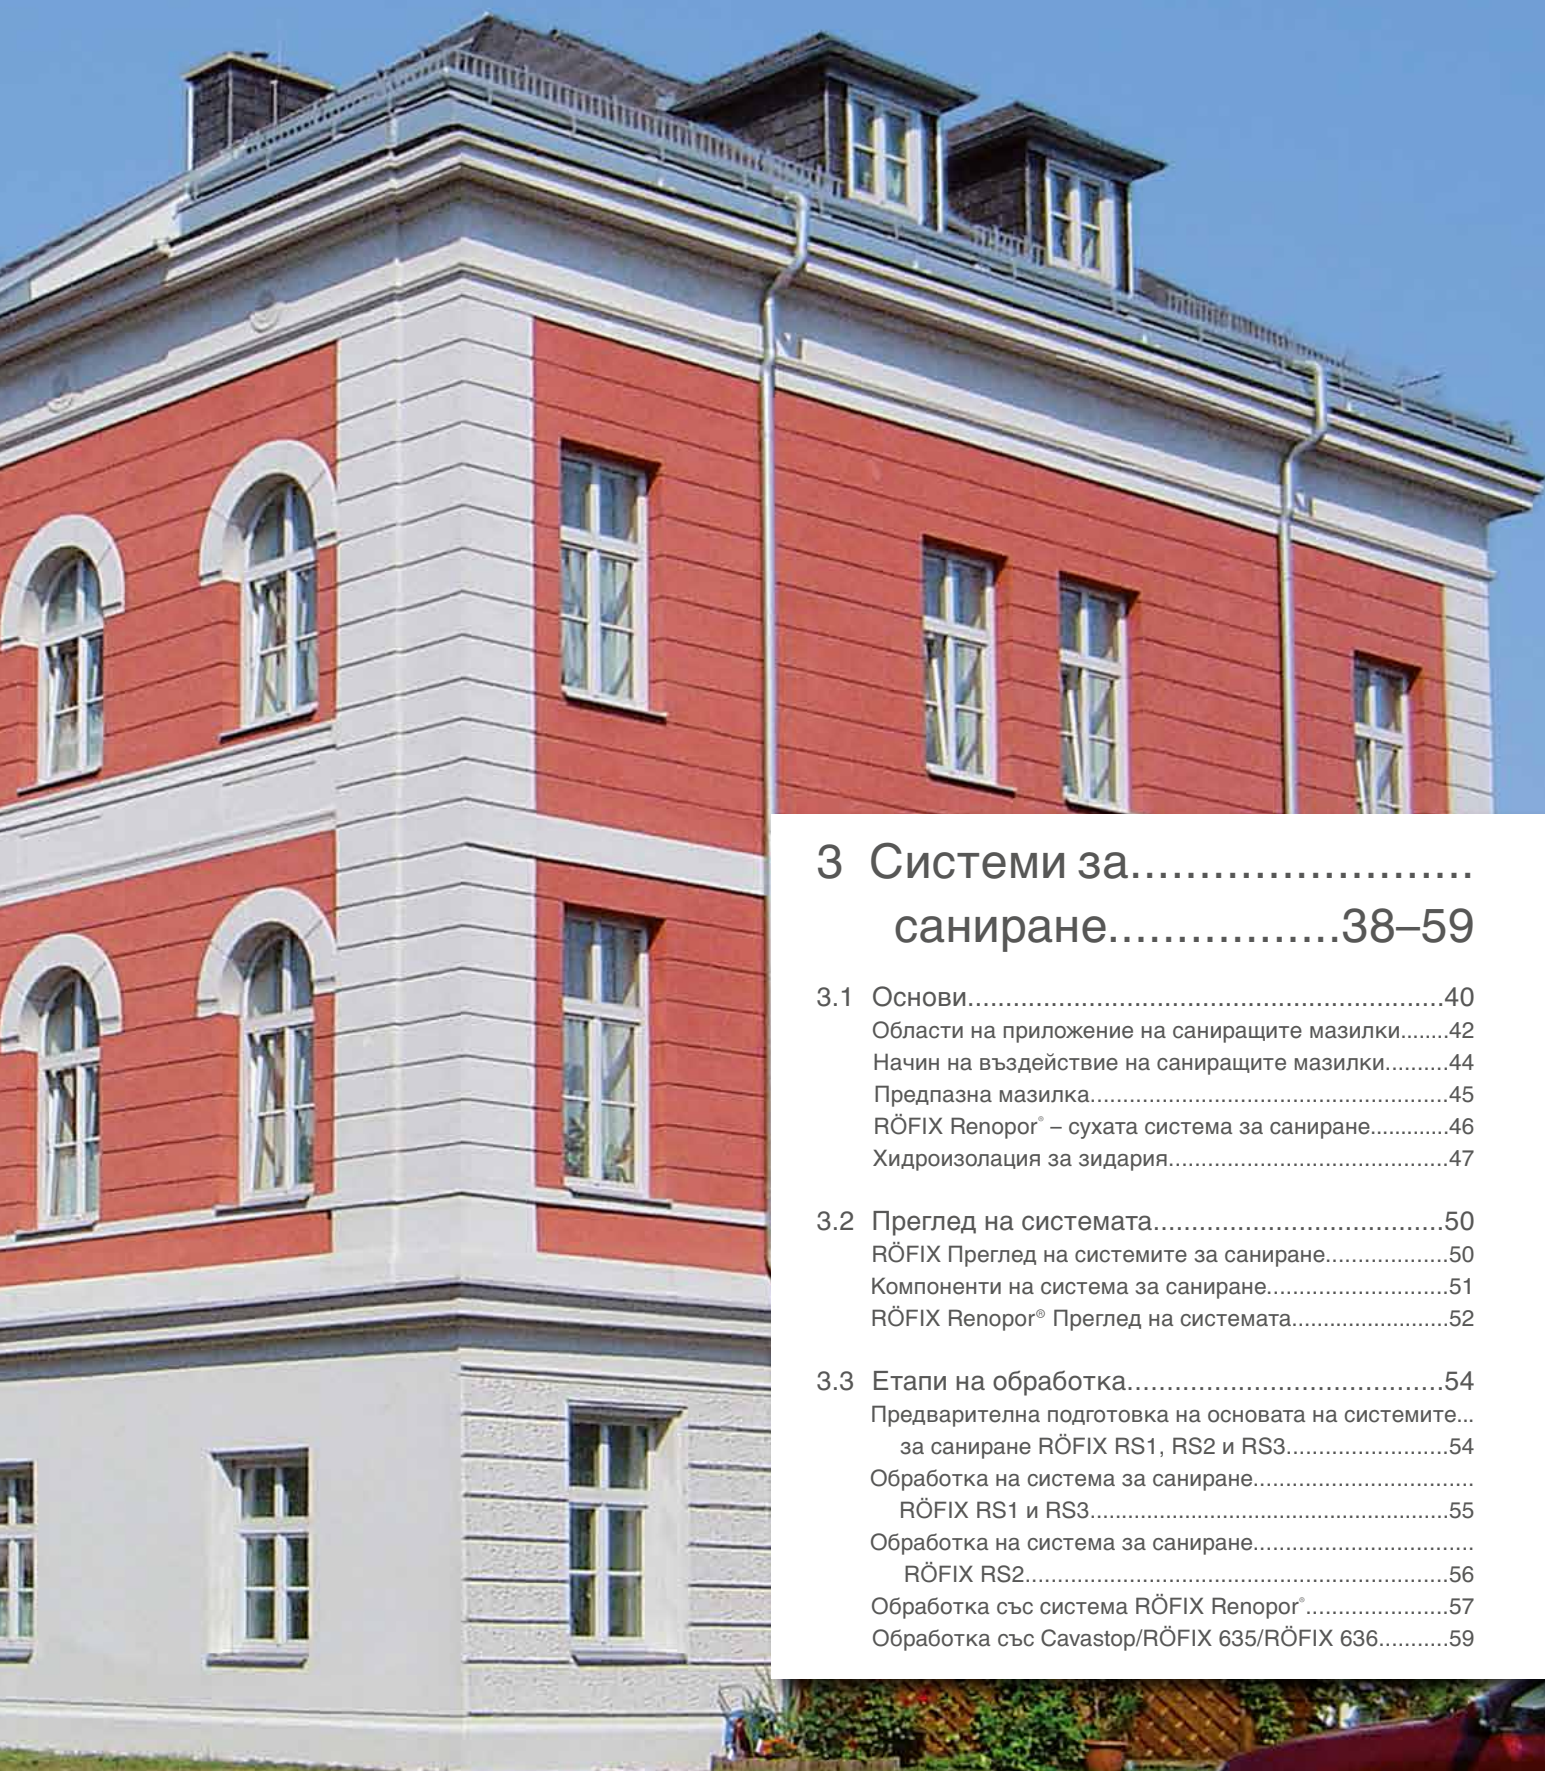 3 Системи за.........................
саниране.................38–59
3.1 Основи...............................................................40
Области на приложение на саниращите мазилки........42
Начин на въздействие на саниращите мазилки..........44
Предпазна мазилка.......................................................45
RÖFIX Renopor® – сухата система за саниране.............46
Хидроизолация за зидария...........................................47
3.2 Преглед на системата....................................50
RÖFIX Преглед на системите за саниране...................50
Компоненти на система за саниране............................51
RÖFIX Renopor® Преглед на системата.........................52
3.3 Етапи на обработка.......................................54
Предварителна подготовка на основата на системите...
за саниране RÖFIX RS1, RS2 и RS3.........................54
Обработка на система за саниране..................................
RÖFIX RS1 и RS3.......................................................55
Обработка на система за саниране..................................
RÖFIX RS2.................................................................56
Обработка със система RÖFIX Renopor®......................57
Обработка със Cavastop/RÖFIX 635/RÖFIX 636...........59